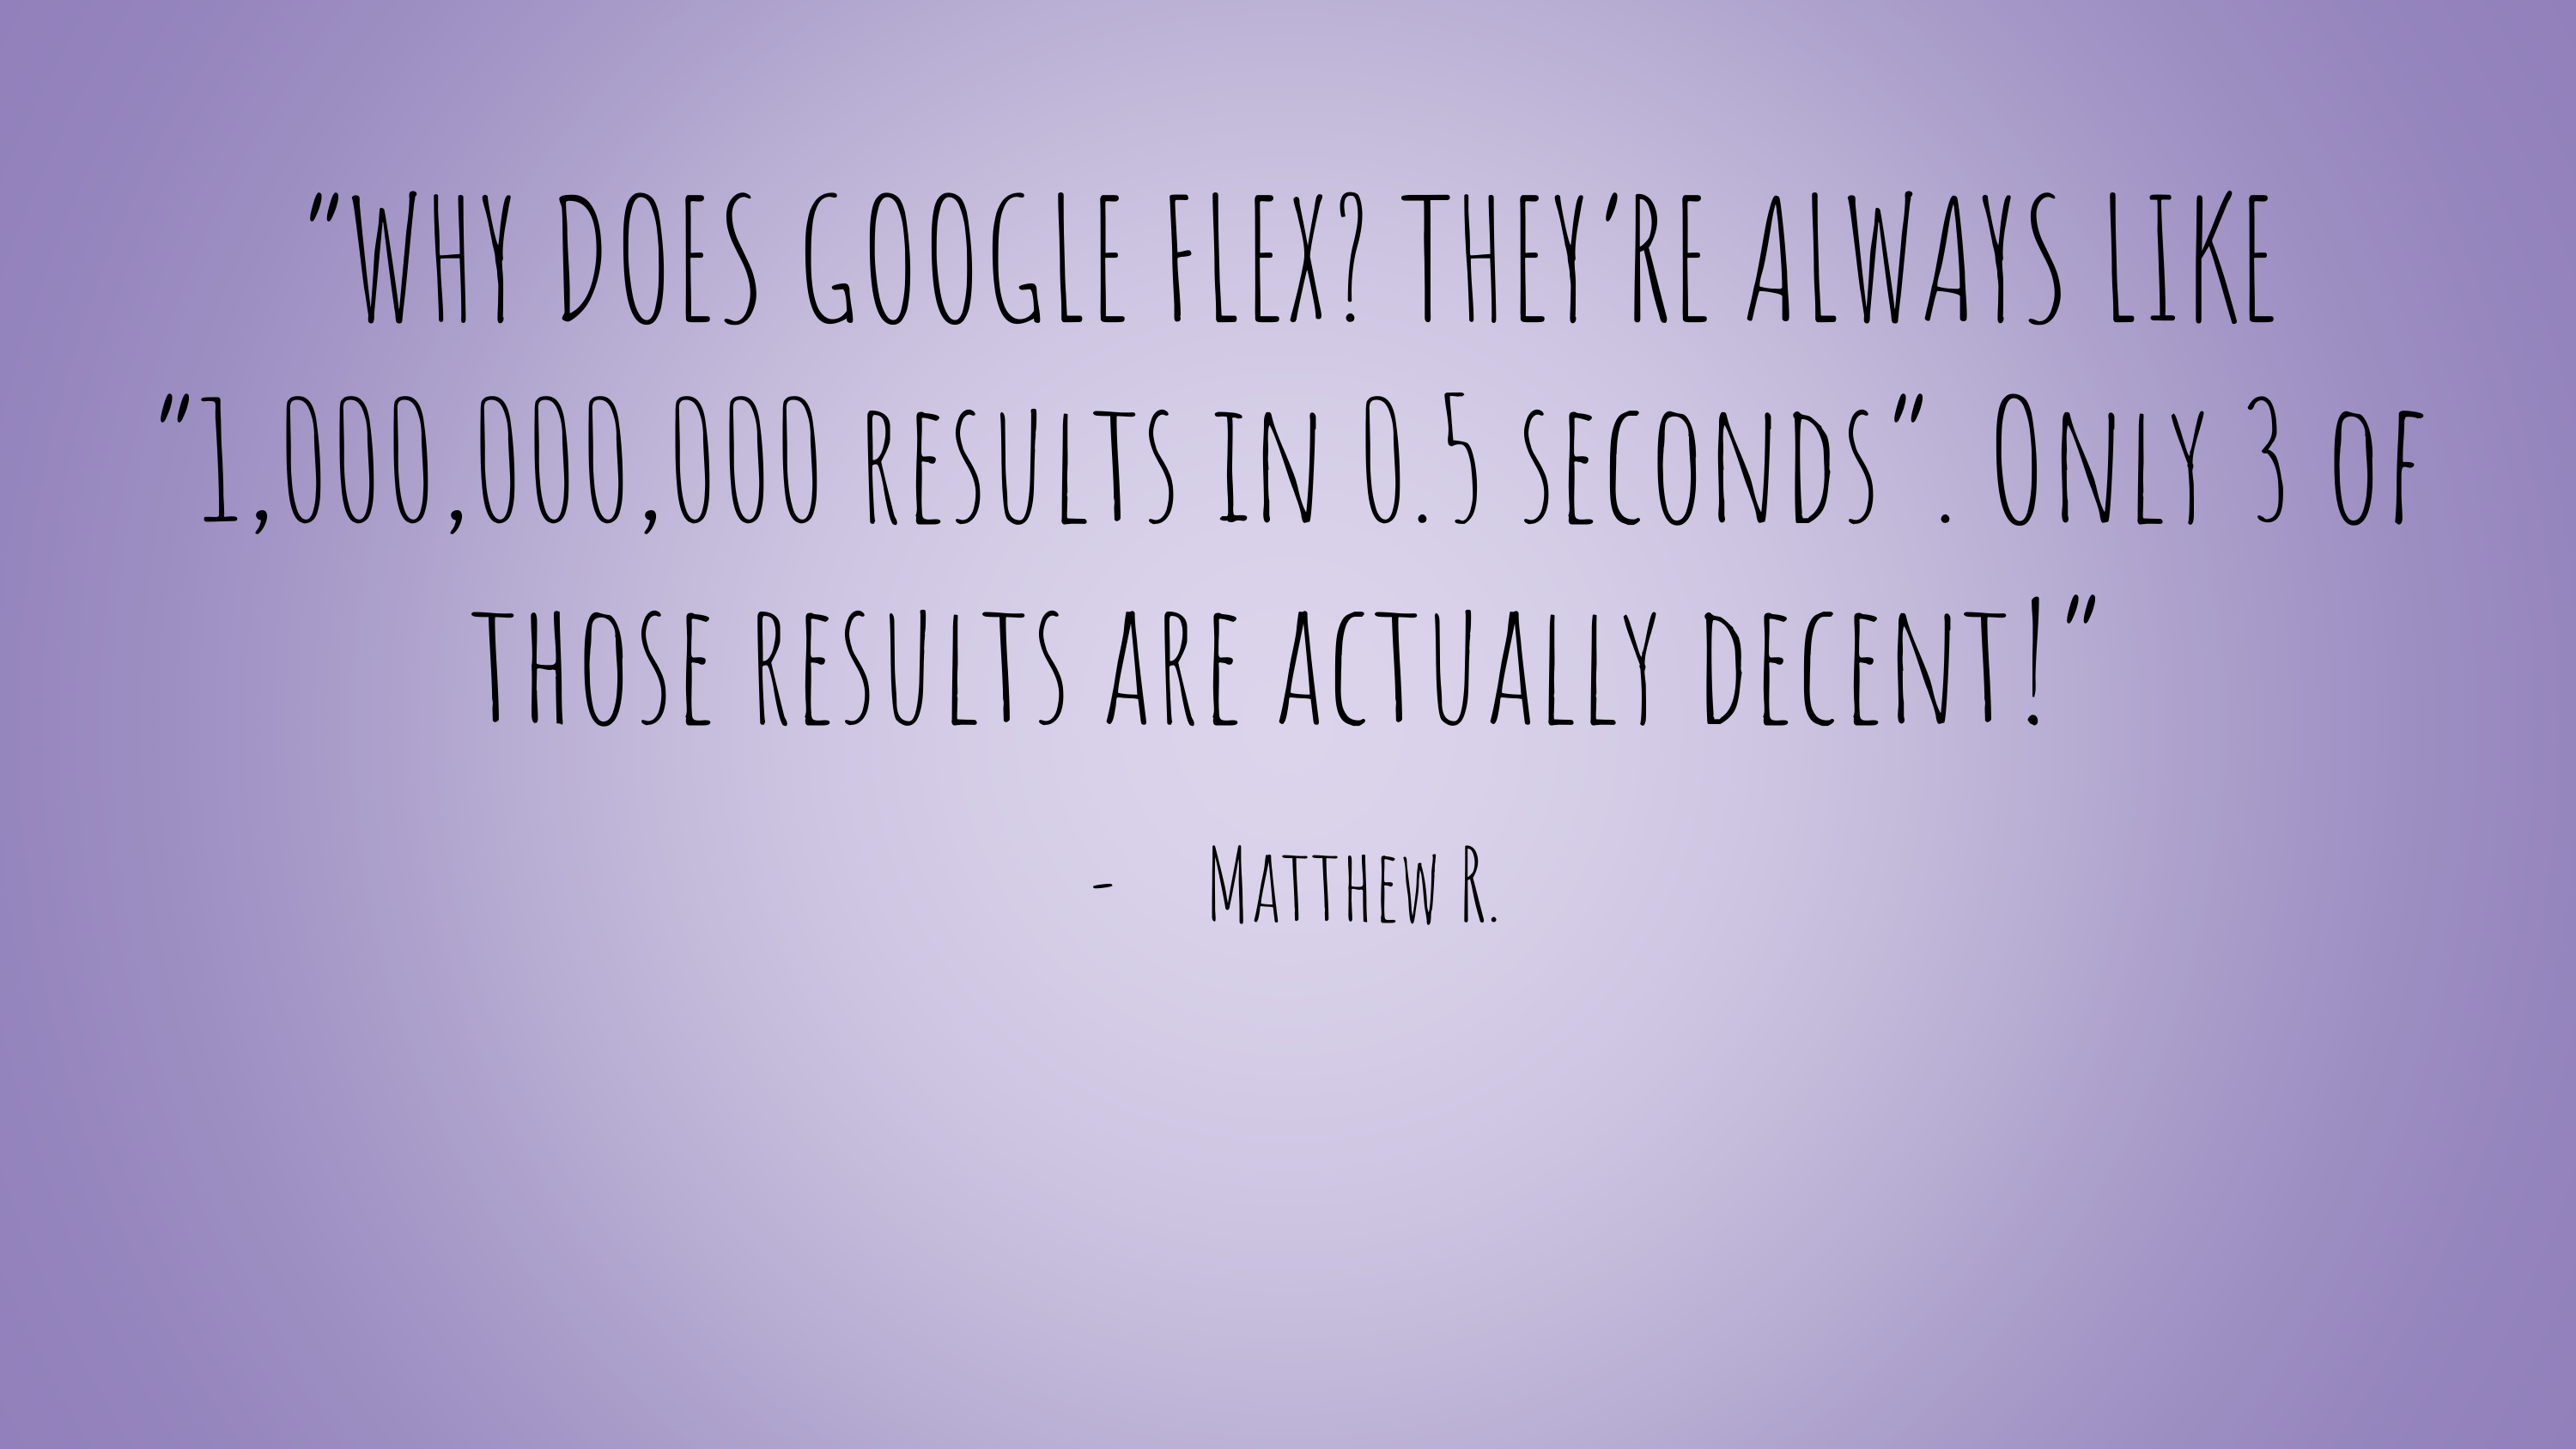 “WHY DOES GOOGLE FLEX? THEY’RE ALWAYS LIKE
“1,000,000,000 results in 0.5 seconds”. Only 3 of
those results are actually decent!”
- Matthew R.